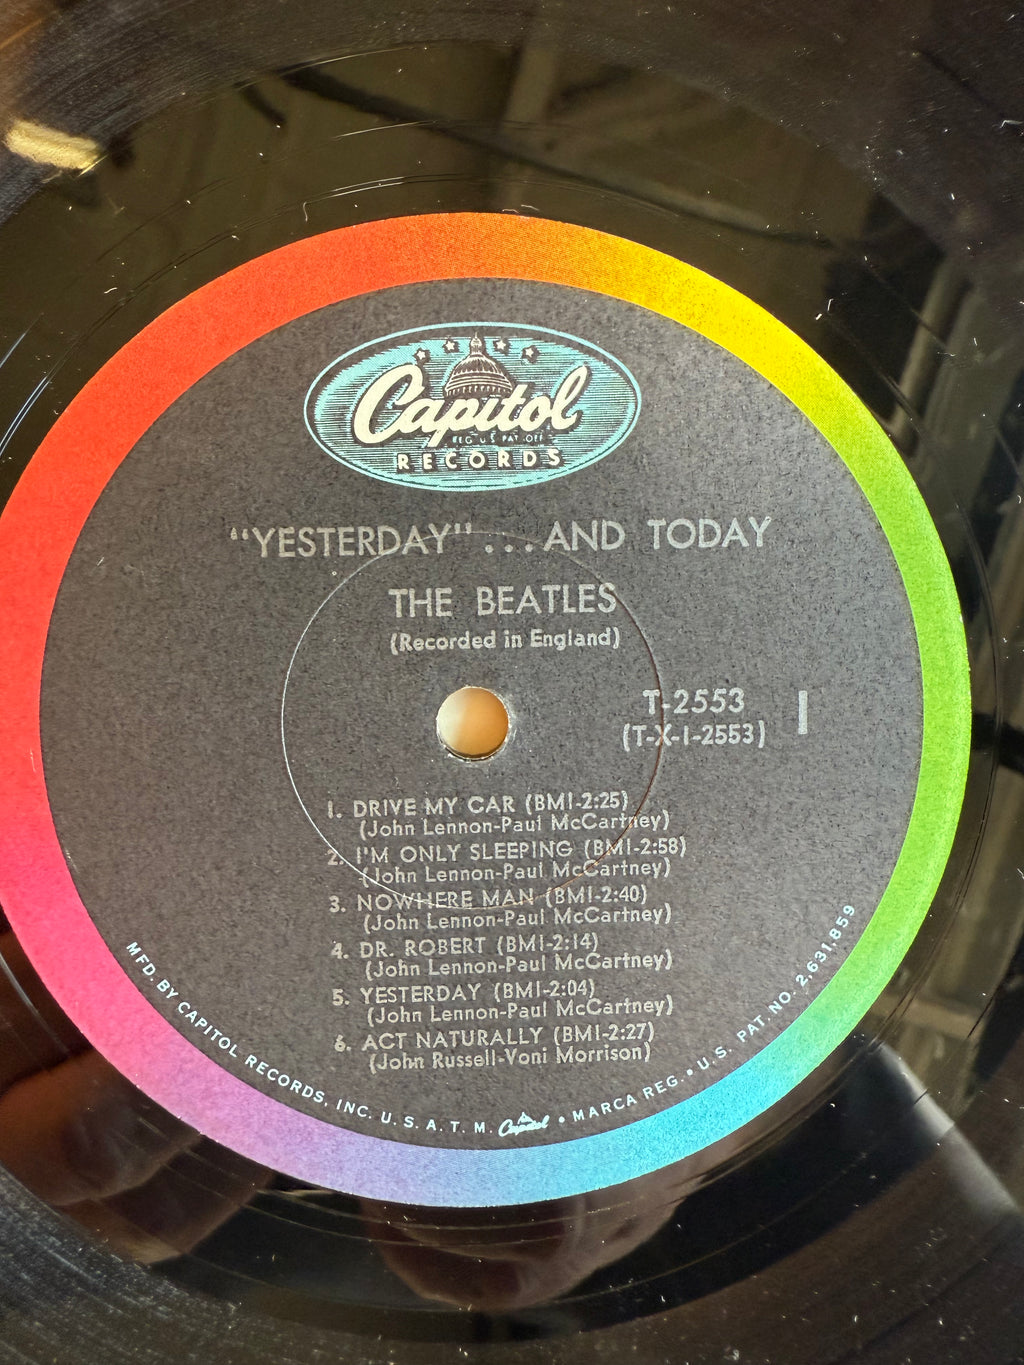 Capitol
REG. U.S. PAT. OFF.
RECORDS
“YESTERDAY” ... AND TODAY
THE BEATLES
(Recorded in England)
T-2553
(T-X-1-2553)
1
1. DRIVE MY CAR (BMI-2:25)
(John Lennon-Paul McCartney)
2. I'M ONLY SLEEPING (BMI-2:58)
(John Lennon-Paul McCartney)
3. NOWHERE MAN (BMI-2:40)
(John Lennon-Paul McCartney)
4. DR. ROBERT (BMI-2:14)
(John Lennon-Paul McCartney)
5. YESTERDAY (BMI-2:04)
(John Lennon-Paul McCartney)
6. ACT NATURALLY (BMI-2:27)
(John Russell-Voni Morrison)
MFD. BY CAPITOL RECORDS, INC. U. S. A. T. M. Capitol • MARCA REG. • U.S. PAT. NO. 2,631,859